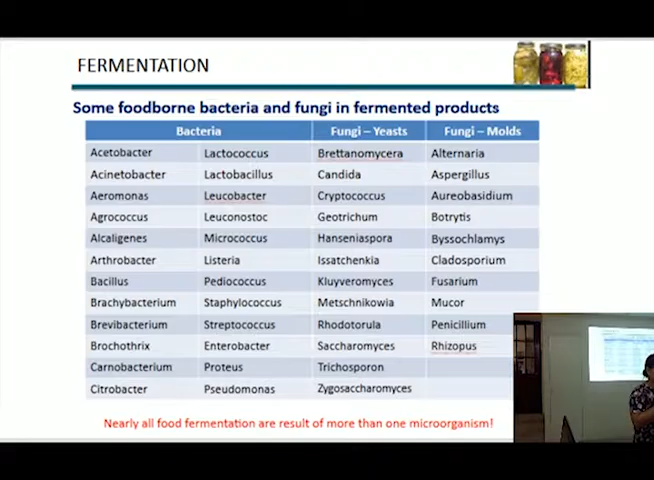 FERMENTATION
Some foodborne bacteria and fungi in fermented products
Bacteria Fungi – Yeasts Fungi – Molds
Acetobacter Lactococcus Brettanomycera Alternaria
Acinetobacter Lactobacillus Candida Aspergillus
Aeromonas Leucobacter Cryptococcus Aureobasidium
Agrococcus Leuconostoc Geotrichum Botrytis
Alcaligenes Micrococcus Hanseniaspora Byssochlamys
Arthrobacter Listeria Issatchenkia Cladosporium
Bacillus Pediococcus Kluyveromyces Fusarium
Brachybacterium Staphylococcus Metschnikowia Mucor
Brevibacterium Streptococcus Rhodotorula Penicillium
Brochothrix Enterobacter Saccharomyces Rhizopus
Carnobacterium Proteus Trichosporon
Citrobacter Pseudomonas Zygosaccharomyces
Nearly all food fermentation are result of more than one microorganism!